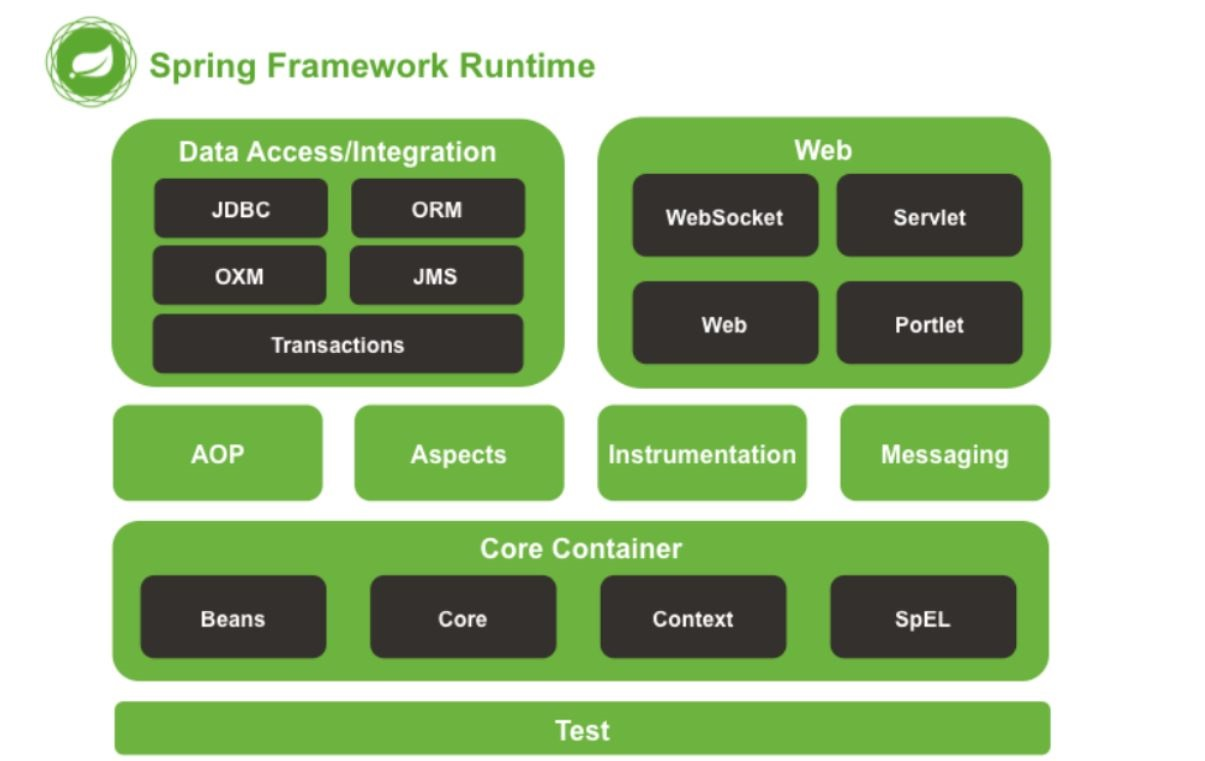 Spring Framework Runtime
Data Access/Integration
JDBC
ORM
OXM
JMS
Transactions
Web
WebSocket
Servlet
Web
Portlet
AOP
Aspects
Instrumentation
Messaging
Core Container
Beans
Core
Context
SpEL
Test